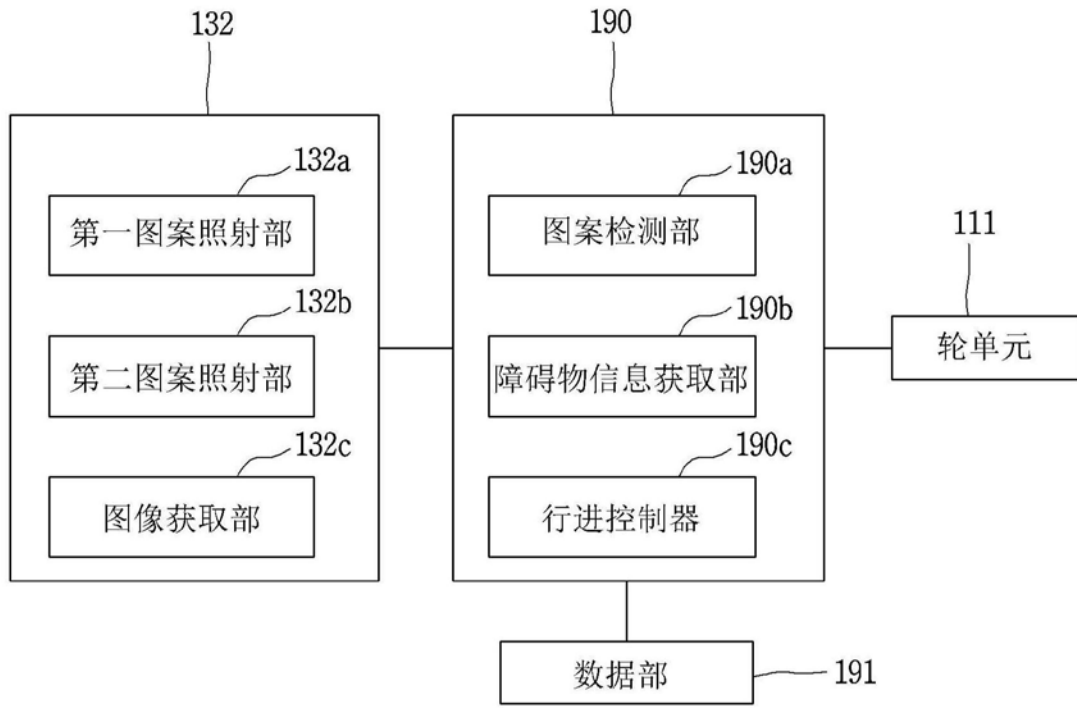 132
190
132a
第一图案照射部
190a
图案检测部
111
132b
第二图案照射部
190b
障碍物信息获取部
轮单元
132c
图像获取部
190c
行进控制器
数据部
191